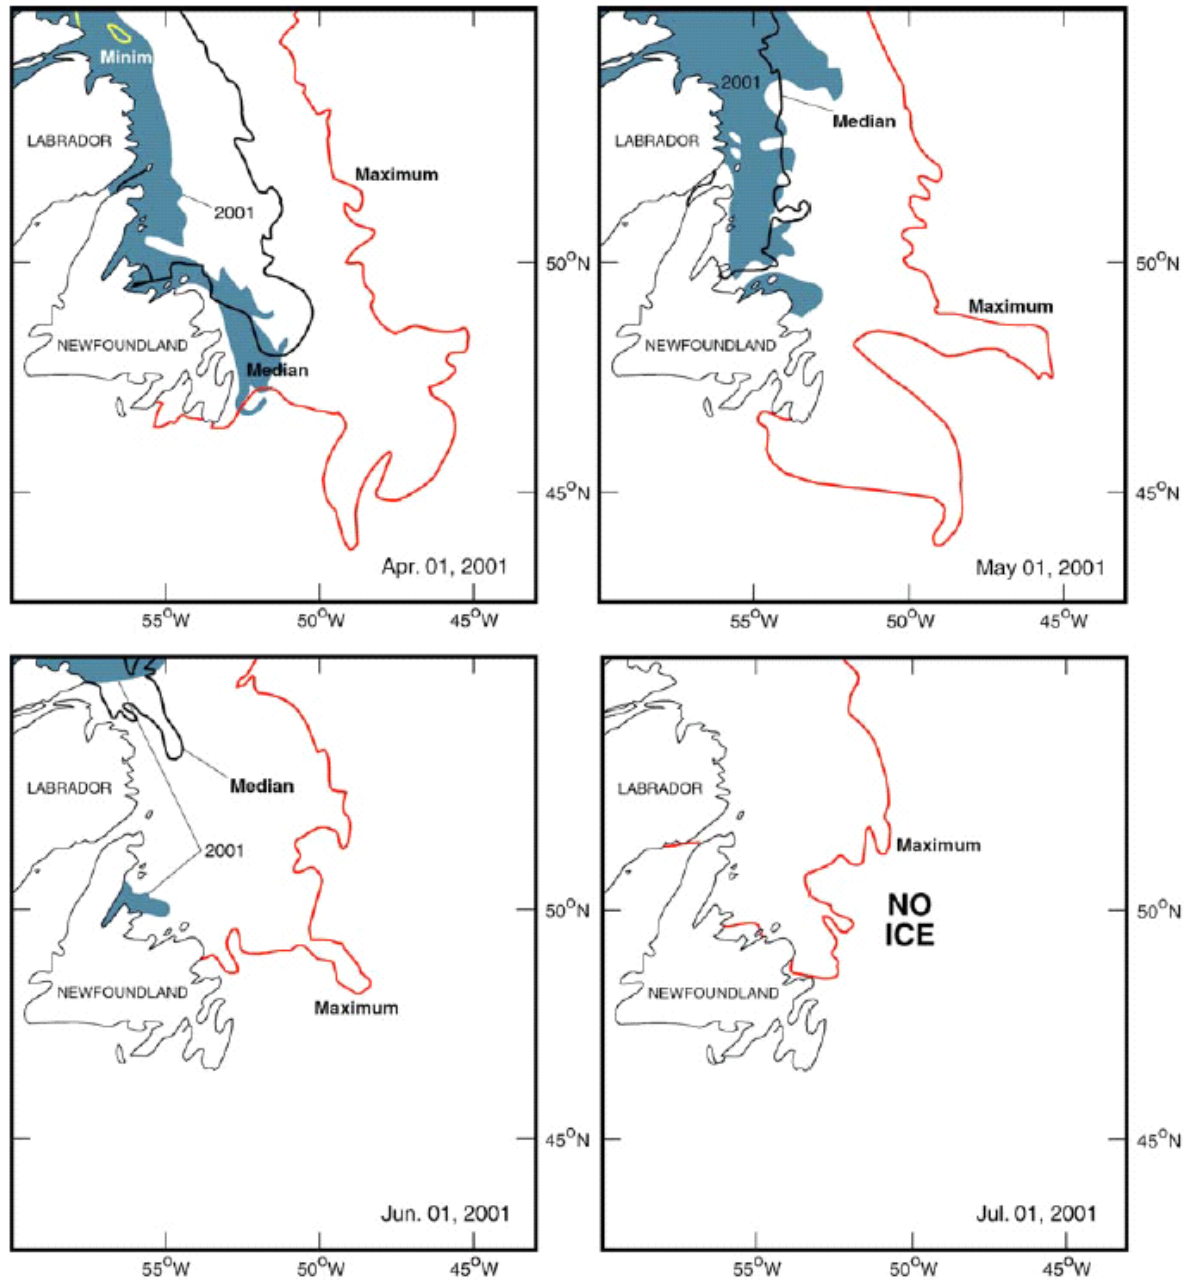 Minim
LABRADOR
Maximum
2001
50°N
NEWFOUNDLAND
Median
45°N
Apr. 01, 2001
55°W
50°W
45°W
2001
Median
LABRADOR
50°N
Maximum
NEWFOUNDLAND
45°N
May 01, 2001
55°W
50°W
45°W
LABRADOR
Median
2001
50°N
NEWFOUNDLAND
Maximum
45°N
Jun. 01, 2001
55°W
50°W
45°W
LABRADOR
Maximum
NO
ICE
50°N
NEWFOUNDLAND
45°N
Jul. 01, 2001
55°W
50°W
45°W